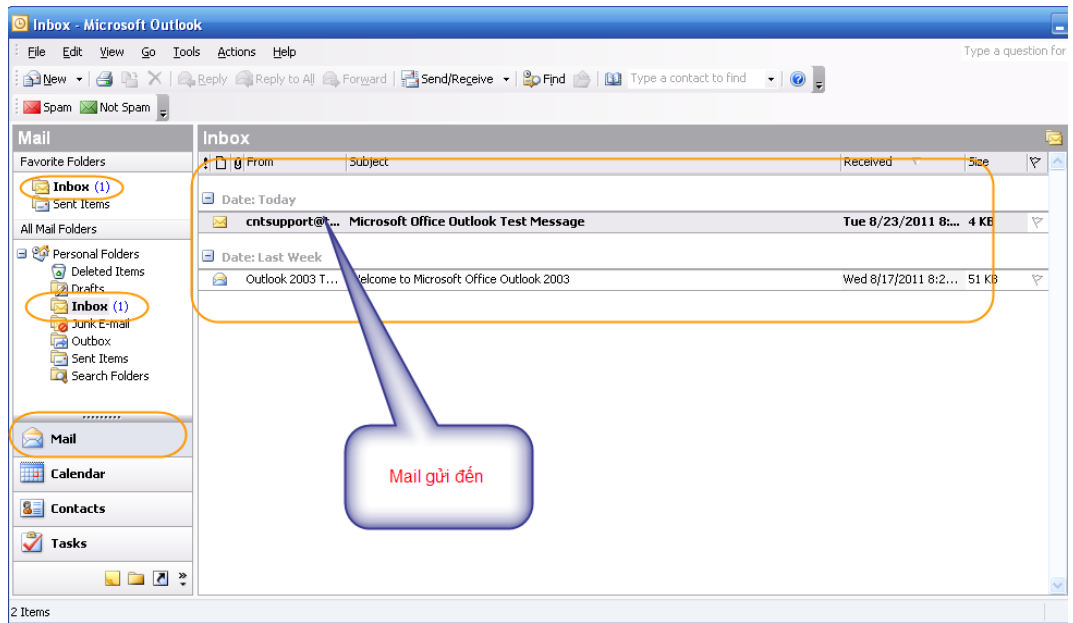 Inbox - Microsoft Outlook
File Edit View Go Tools Actions Help Type a question for
New Reply Reply to All Forward Send/Receive Find Type a contact to find
Spam Not Spam
Mail Inbox
Favorite Folders From Subject Received Size
Inbox (1)
Date: Today
Sent Items
cntsupport@t... Microsoft Office Outlook Test Message Tue 8/23/2011 8:... 4 KB
All Mail Folders
Personal Folders Date: Last Week
Deleted Items
Outlook 2003 T... Welcome to Microsoft Office Outlook 2003 Wed 8/17/2011 8:2... 51 KB
Drafts
Inbox (1)
Junk E-mail
Outbox
Sent Items
Search Folders
Mail
Mail gửi đến
Calendar
Contacts
Tasks
2 Items